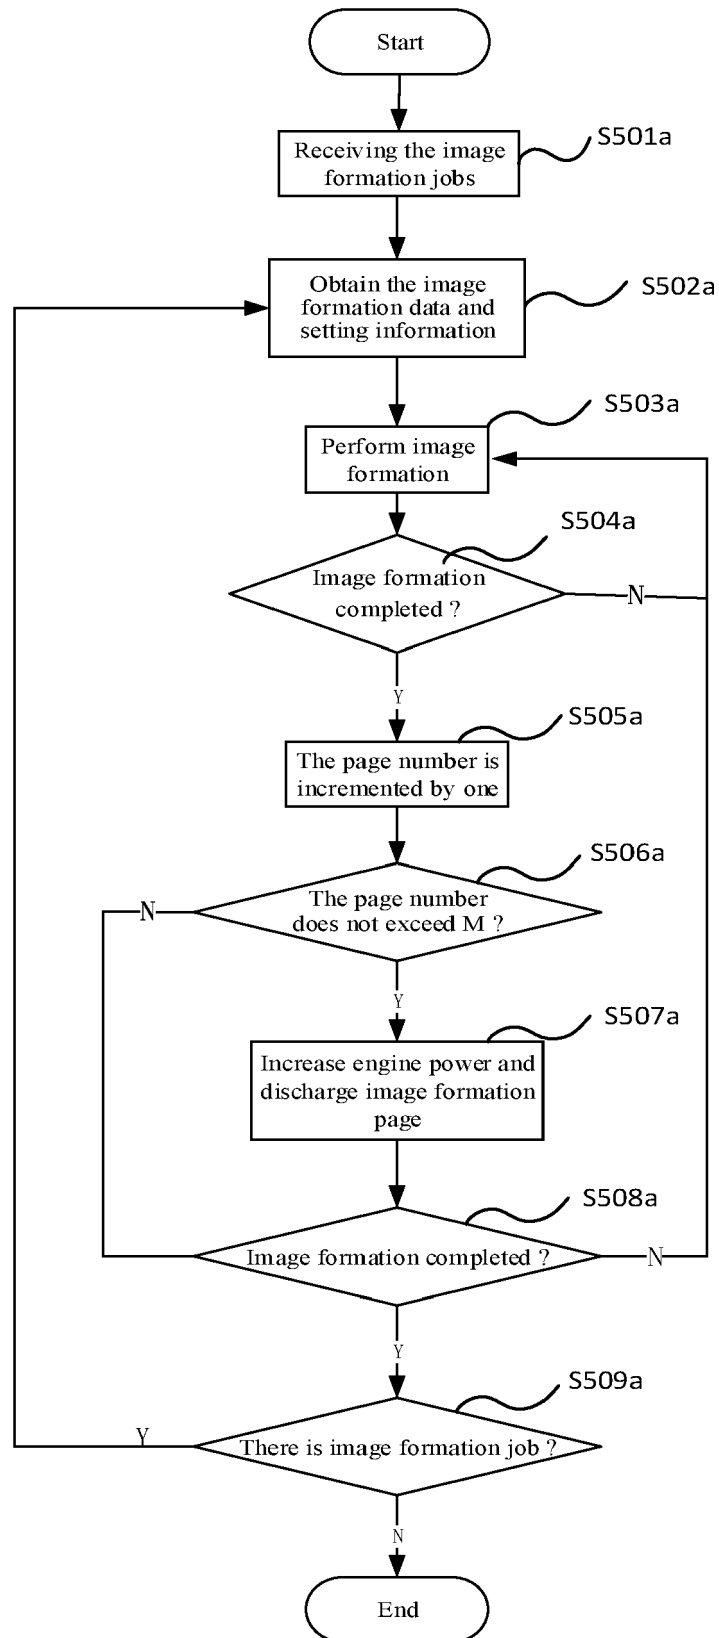 Start
S501a
Receiving the image
formation jobs
S502a
Obtain the image
formation data and
setting information
S503a
Perform image
formation
S504a
Image formation
completed ?
N
Y
S505a
The page number is
incremented by one
S506a
The page number
does not exceed M ?
N
Y
S507a
Increase engine power and
discharge image formation
page
S508a
Image formation completed ?
N
Y
S509a
There is image formation job ?
Y
N
End